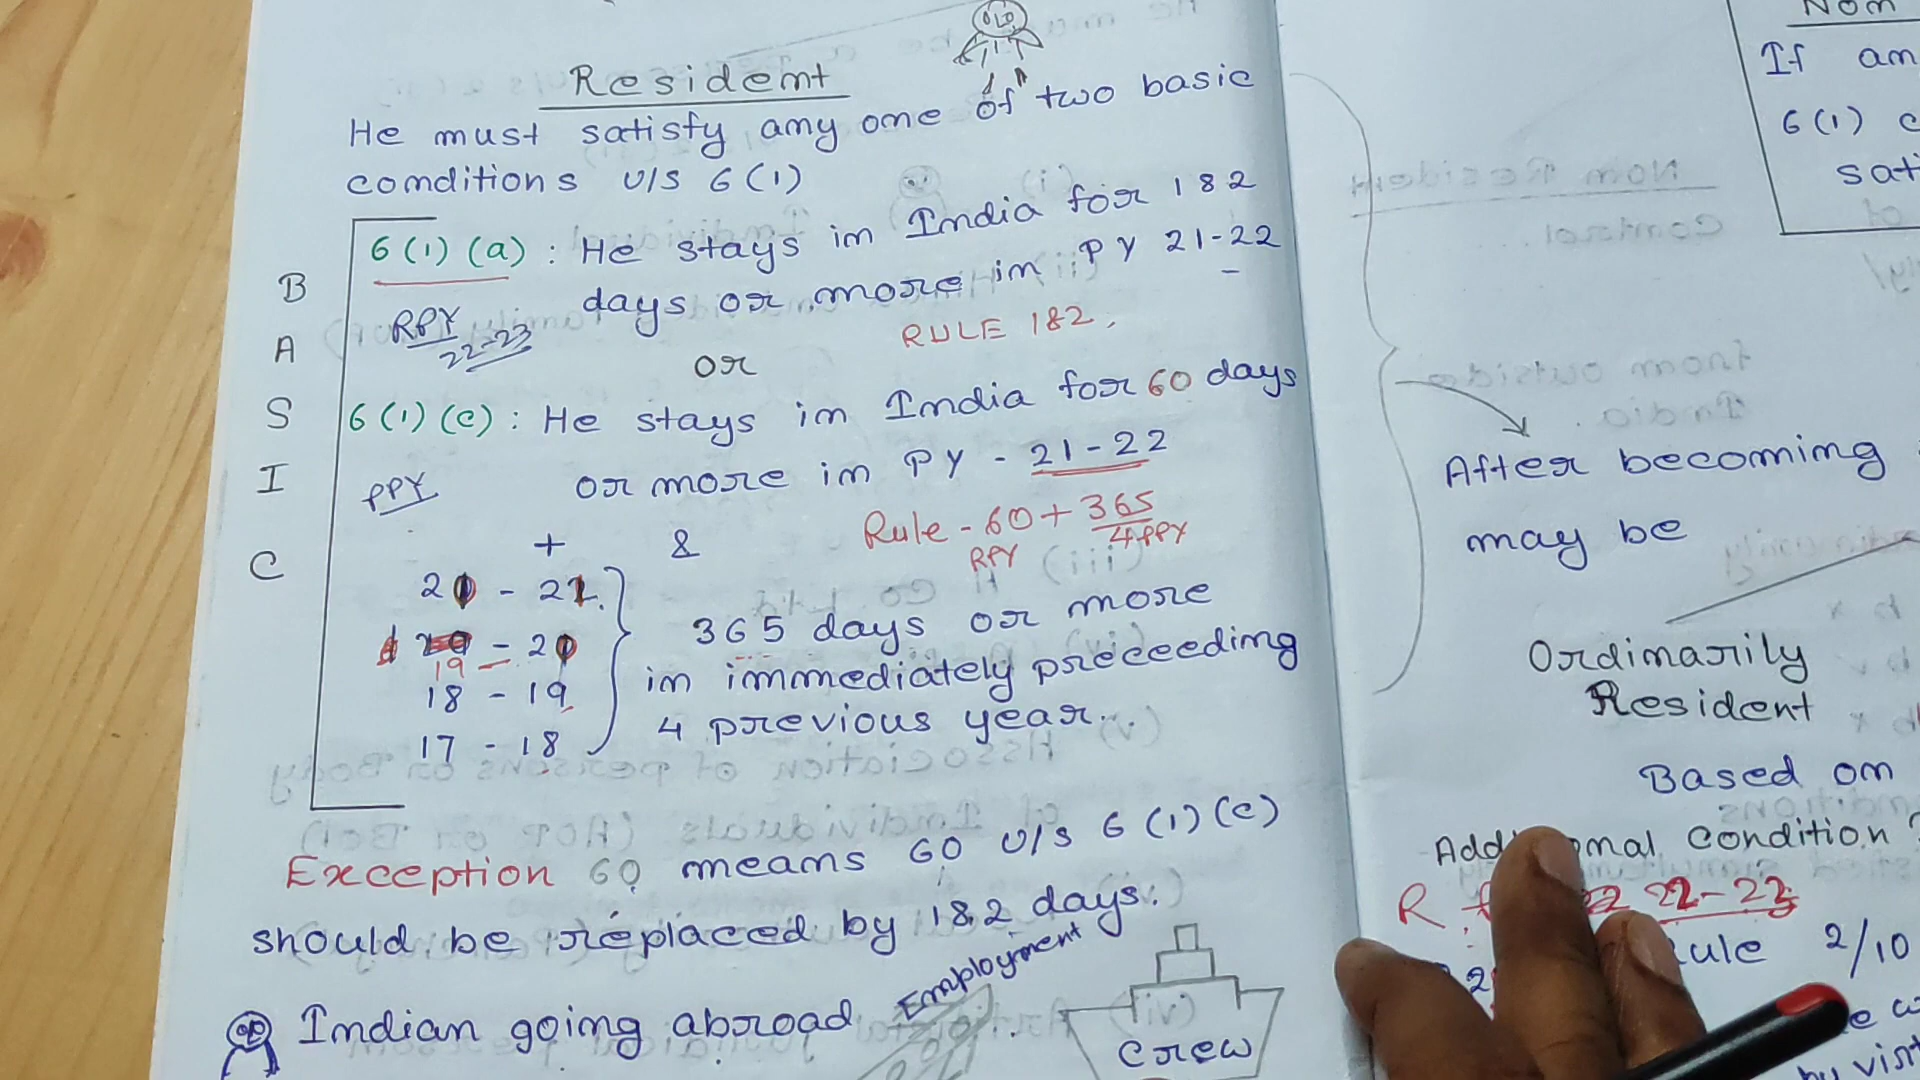 Resident
He must satisfy any one of two basic
conditions U/S 6(1)
BASIC
6(1)(a) : He stays in India for 182
days or more in PY 21-22
RPY
22-23
RULE 182.
or
6(1)(c) : He stays in India for 60 days
or more in PY - 21-22
PPY
+ &
Rule - 60 + 365
RPY 4PPY
20 - 21.
19 - 20
18 - 19
17 - 18
365 days or more
in immediately preceeding
4 previous year..
Exception 60 means 60 U/S 6(1)(c)
should be replaced by 182 days.
Indian going abroad
Employment
Crew
Non
If an
6(1) c
sat
After becoming
may be
Ordinarily
Resident
Based on
Condition
R
22-23
2/10